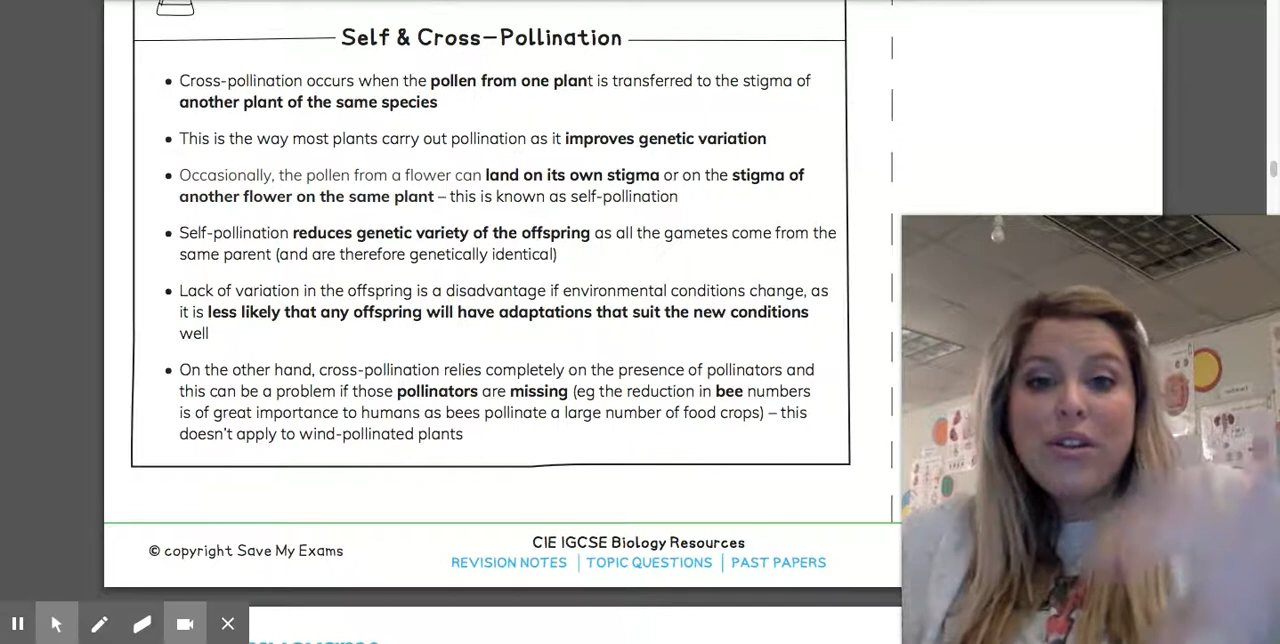 Self & Cross-Pollination
• Cross-pollination occurs when the pollen from one plant is transferred to the stigma of
another plant of the same species
• This is the way most plants carry out pollination as it improves genetic variation
• Occasionally, the pollen from a flower can land on its own stigma or on the stigma of
another flower on the same plant – this is known as self-pollination
• Self-pollination reduces genetic variety of the offspring as all the gametes come from the
same parent (and are therefore genetically identical)
• Lack of variation in the offspring is a disadvantage if environmental conditions change, as
it is less likely that any offspring will have adaptations that suit the new conditions
well
• On the other hand, cross-pollination relies completely on the presence of pollinators and
this can be a problem if those pollinators are missing (eg the reduction in bee numbers
is of great importance to humans as bees pollinate a large number of food crops) – this
doesn't apply to wind-pollinated plants
© copyright Save My Exams
CIE IGCSE Biology Resources
REVISION NOTES | TOPIC QUESTIONS | PAST PAPERS